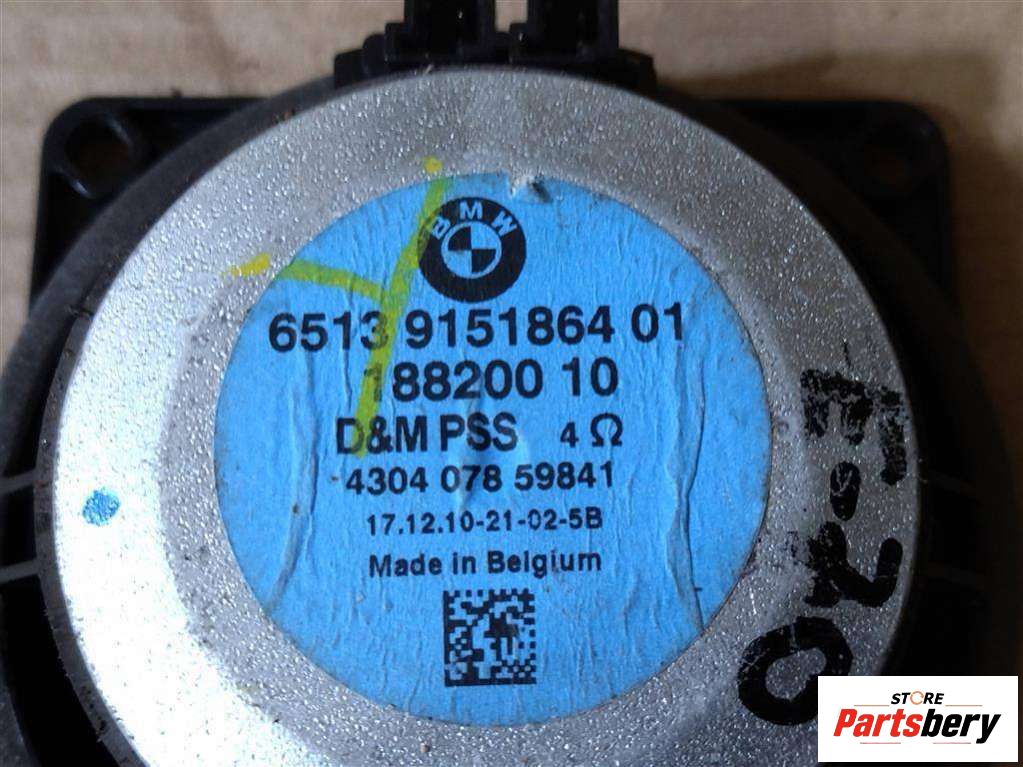 BMW
6513 9151864 01
188200 10
D&M PSS 4 Ω
4304 078 59841
17.12.10-21-02-5B
Made in Belgium
E-70
STORE
Partsbery